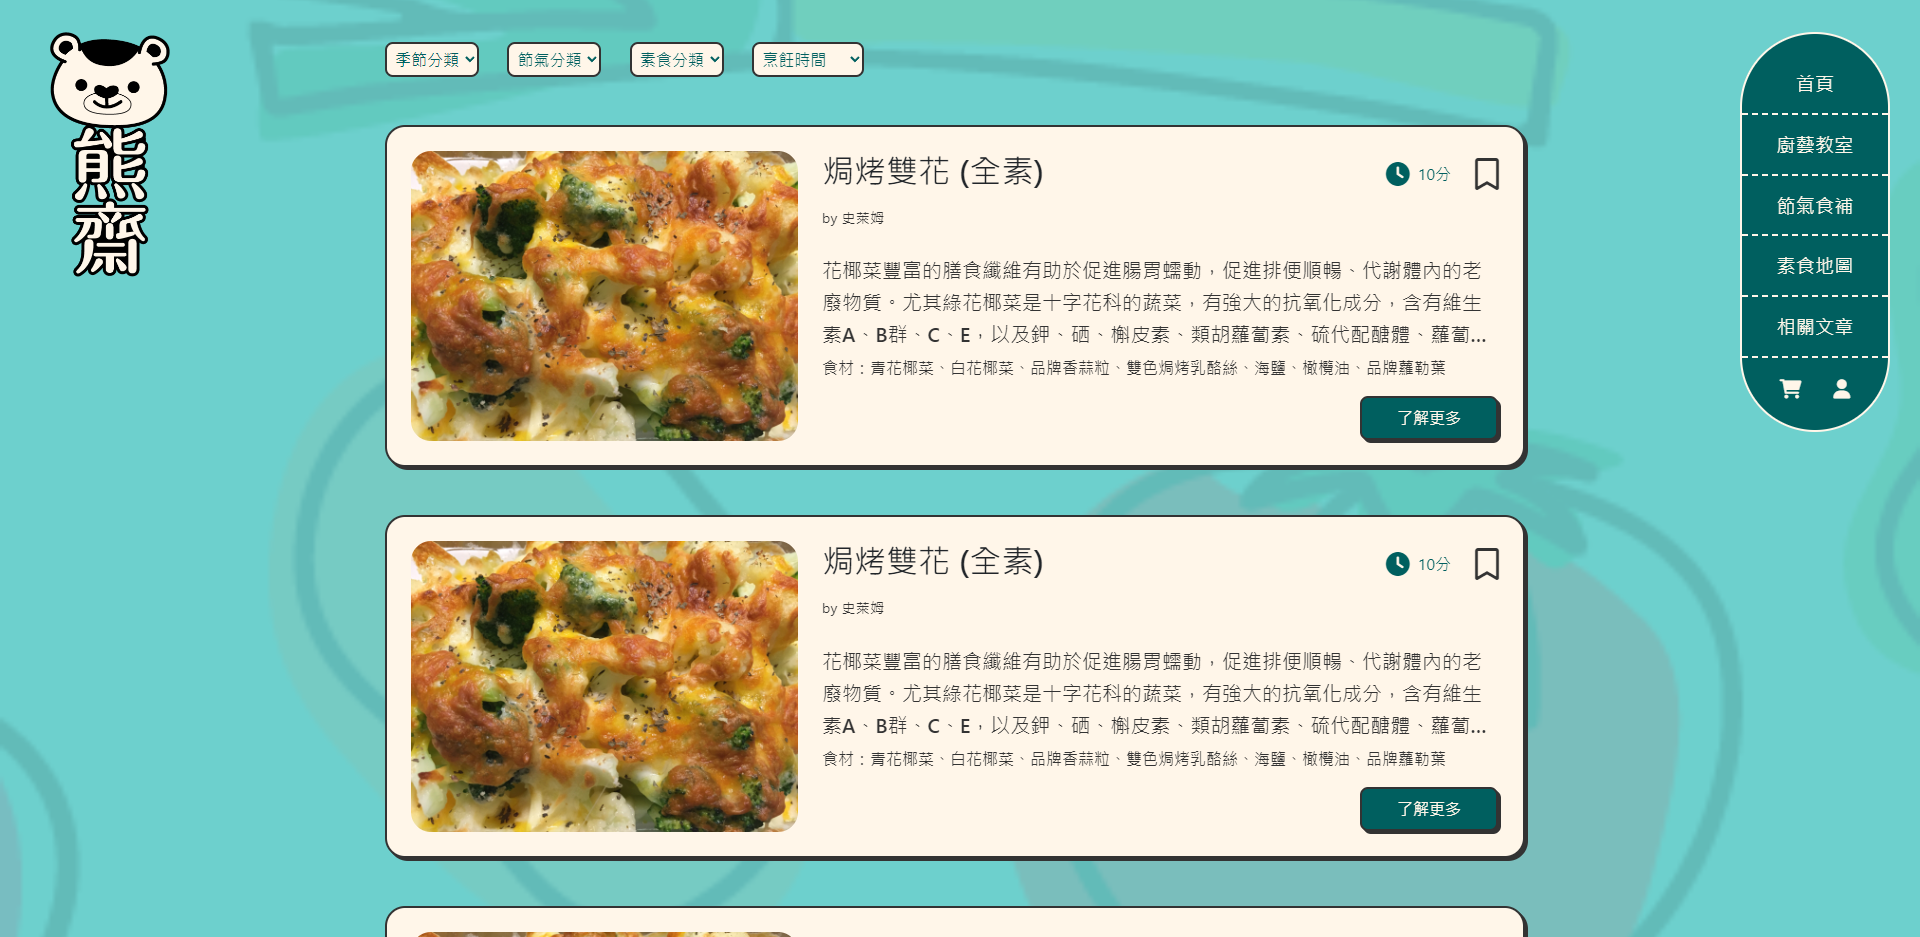 熊
齋
季節分類
節氣分類
素食分類
烹飪時間
首頁
廚藝教室
節氣食補
素食地圖
相關文章
焗烤雙花 (全素)
10分
by 史萊姆
花椰菜豐富的膳食纖維有助於促進腸胃蠕動，促進排便順暢、代謝體內的老
廢物質。尤其綠花椰菜是十字花科的蔬菜，有強大的抗氧化成分，含有維生
素A、B群、C、E，以及鉀、硒、槲皮素、類胡蘿蔔素、硫代配醣體、蘿蔔...
食材：青花椰菜、白花椰菜、品牌香蒜粒、雙色焗烤乳酪絲、海鹽、橄欖油、品牌蘿勒葉
了解更多
焗烤雙花 (全素)
10分
by 史萊姆
花椰菜豐富的膳食纖維有助於促進腸胃蠕動，促進排便順暢、代謝體內的老
廢物質。尤其綠花椰菜是十字花科的蔬菜，有強大的抗氧化成分，含有維生
素A、B群、C、E，以及鉀、硒、槲皮素、類胡蘿蔔素、硫代配醣體、蘿蔔...
食材：青花椰菜、白花椰菜、品牌香蒜粒、雙色焗烤乳酪絲、海鹽、橄欖油、品牌蘿勒葉
了解更多